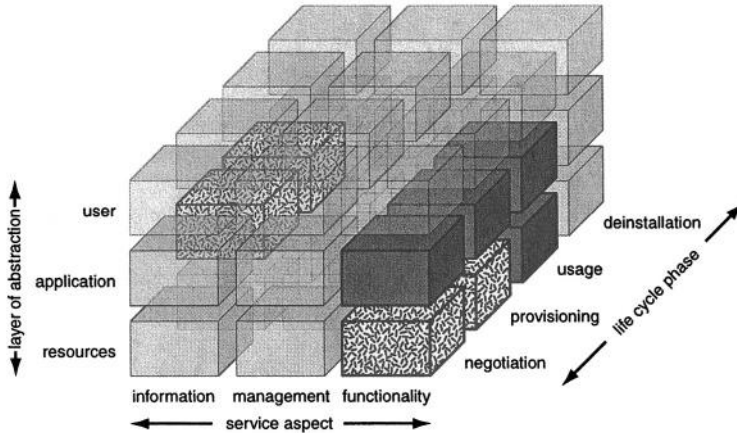 user
application
resources
layer of abstraction
information management functionality
service aspect
deinstallation
usage
provisioning
negotiation
life cycle phase